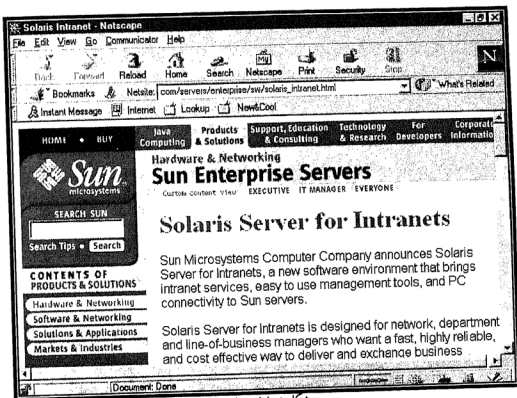 Solaris Intranet - Netscape
File Edit View Go Communicator Help
Back Forward Reload Home Search Netscape Print Security Stop
Bookmarks Netsite: com/servers/enterprise/sw/solaris_intranet.html What's Related
Instant Message Internet Lookup New&Cool
HOME • BUY
Java Computing
Products & Solutions
Support, Education & Consulting
Technology & Research
For Developers
Corporate Informatio
Sun
microsystems
SEARCH SUN
Search Tips • Search
CONTENTS OF
PRODUCTS & SOLUTIONS
Hardware & Networking
Software & Networking
Solutions & Applications
Markets & Industries
Hardware & Networking
Sun Enterprise Servers
Custom content view: EXECUTIVE IT MANAGER EVERYONE
Solaris Server for Intranets
Sun Microsystems Computer Company announces Solaris
Server for Intranets, a new software environment that brings
intranet services, easy to use management tools, and PC
connectivity to Sun servers.
Solaris Server for Intranets is designed for network, department
and line-of-business managers who want a fast, highly reliable,
and cost effective way to deliver and exchange business
Document: Done